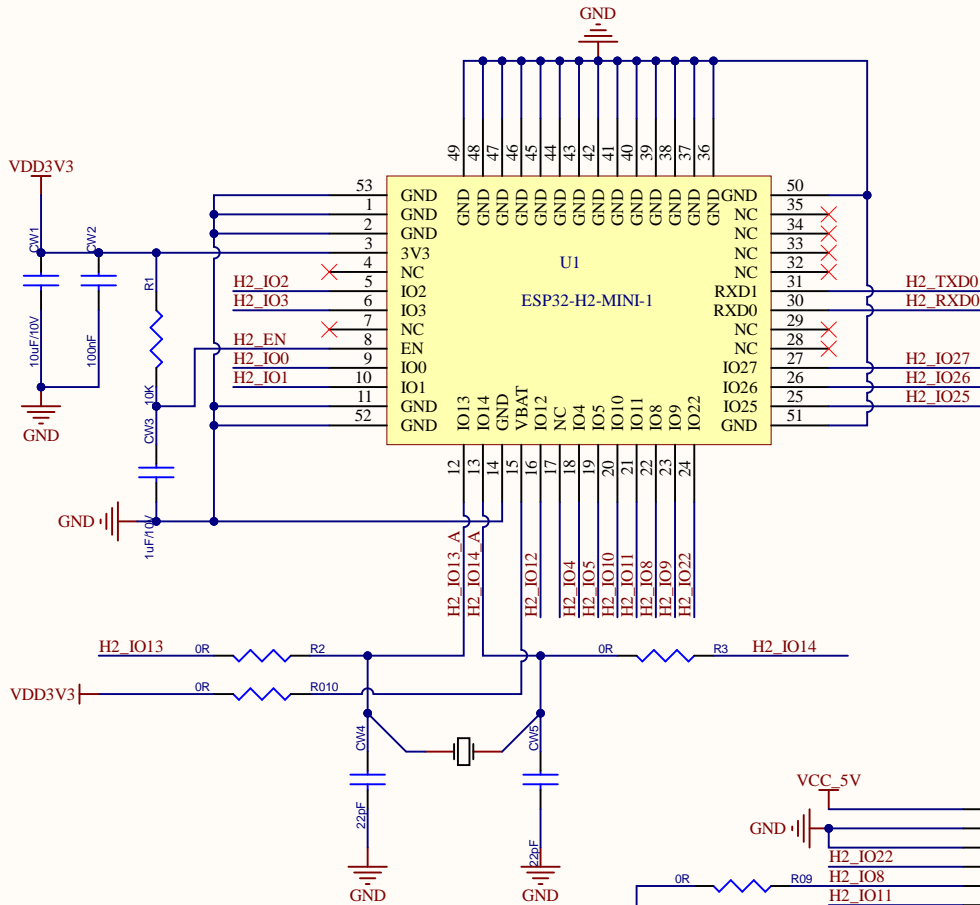 GND
49
48
47
46
45
44
43
42
41
40
39
38
37
36
GND
GND
GND
GND
GND
GND
GND
GND
GND
GND
GND
GND
GND
GND
VDD3V3
CW1
10uF/10V
CW2
100nF
GND
R1
10K
CW3
1uF/10V
GND
53 GND
1 GND
2 GND
3 3V3
4 NC
H2_IO2 5 IO2
H2_IO3 6 IO3
7 NC
H2_EN 8 EN
H2_IO0 9 IO0
H2_IO1 10 IO1
11 GND
52 GND
U1
ESP32-H2-MINI-1
GND 50
NC 35
NC 34
NC 33
NC 32
RXD1 31 H2_TXD0
RXD0 30 H2_RXD0
NC 29
NC 28
IO27 27 H2_IO27
IO26 26 H2_IO26
IO25 25 H2_IO25
GND 51
IO13 12 H2_IO13_A
IO14 13 H2_IO14_A
GND 14
VBAT 15
IO12 16 H2_IO12
NC 17
IO4 18 H2_IO4
IO5 19 H2_IO5
IO10 20 H2_IO10
IO11 21 H2_IO11
IO8 22 H2_IO8
IO9 23 H2_IO9
IO22 24 H2_IO22
H2_IO13 0R R2
0R R3 H2_IO14
VDD3V3 0R R010
CW4
22pF
GND
CW5
22pF
GND
VCC_5V
GND
H2_IO22
0R R09 H2_IO8
H2_IO11